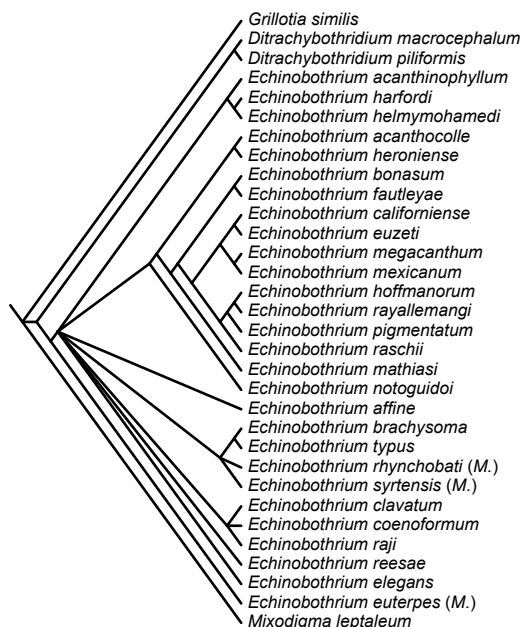 Grillotia similis
Ditrachybothridium macrocephalum
Ditrachybothridium piliformis
Echinobothrium acanthinophyllum
Echinobothrium harfordi
Echinobothrium helmymohamedi
Echinobothrium acanthocolle
Echinobothrium heroniense
Echinobothrium bonasum
Echinobothrium fautleyae
Echinobothrium californiense
Echinobothrium euzeti
Echinobothrium megacanthum
Echinobothrium mexicanum
Echinobothrium hoffmanorum
Echinobothrium rayallemangi
Echinobothrium pigmentatum
Echinobothrium raschii
Echinobothrium mathiasi
Echinobothrium notoguidoi
Echinobothrium affine
Echinobothrium brachysoma
Echinobothrium typus
Echinobothrium rhynchobati (M.)
Echinobothrium syrtensis (M.)
Echinobothrium clavatum
Echinobothrium coenoformum
Echinobothrium raji
Echinobothrium reesae
Echinobothrium elegans
Echinobothrium euterpes (M.)
Mixodigma leptaleum